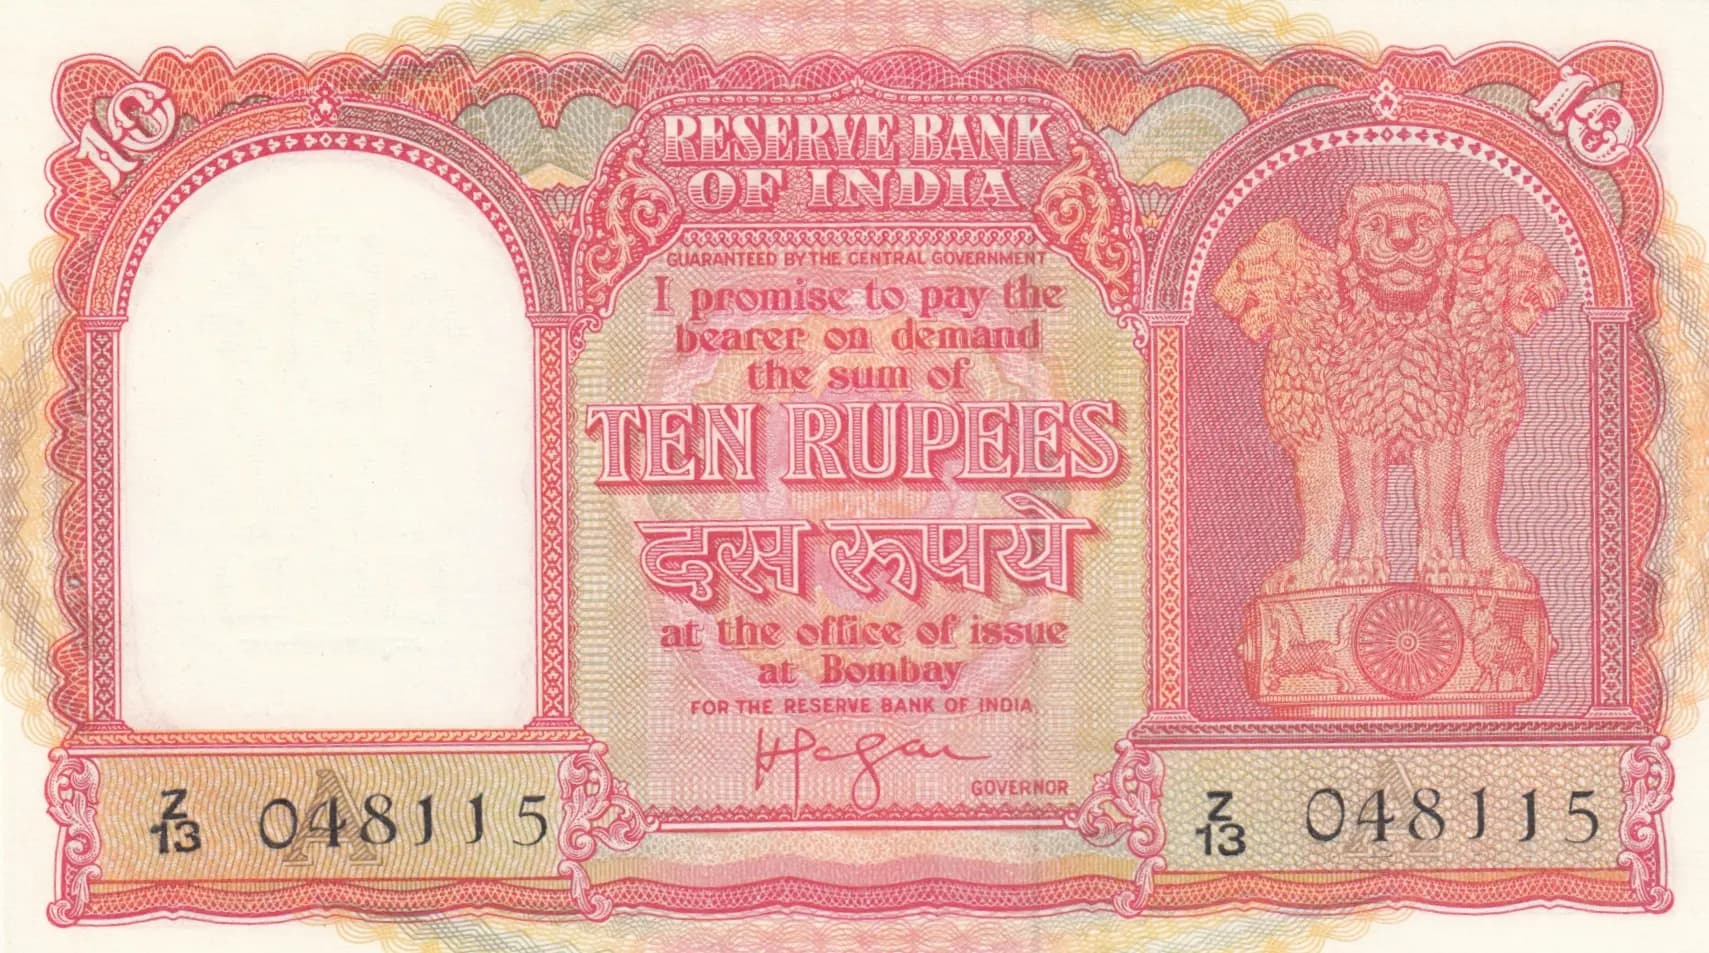 10
10
RESERVE BANK
OF INDIA
GUARANTEED BY THE CENTRAL GOVERNMENT
I promise to pay the
bearer on demand
the sum of
TEN RUPEES
दस रूपये
at the office of issue
at Bombay
FOR THE RESERVE BANK OF INDIA
GOVERNOR
Z/13 048115
A
Z/13 048115
A